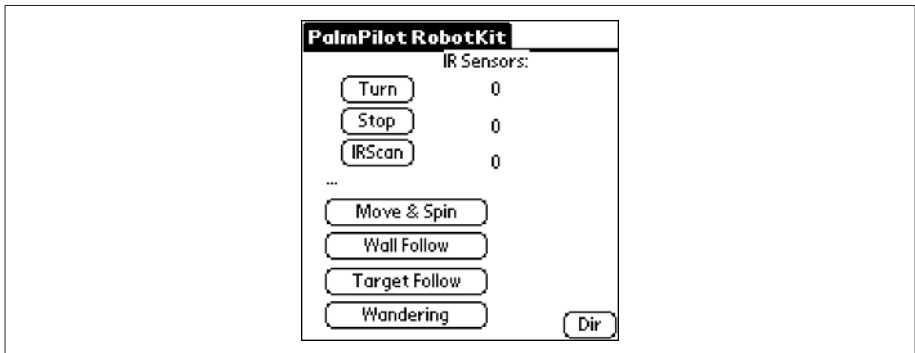 PalmPilot RobotKit
IR Sensors:
Turn 0
Stop 0
IRScan 0
...
Move & Spin
Wall Follow
Target Follow
Wandering
Dir